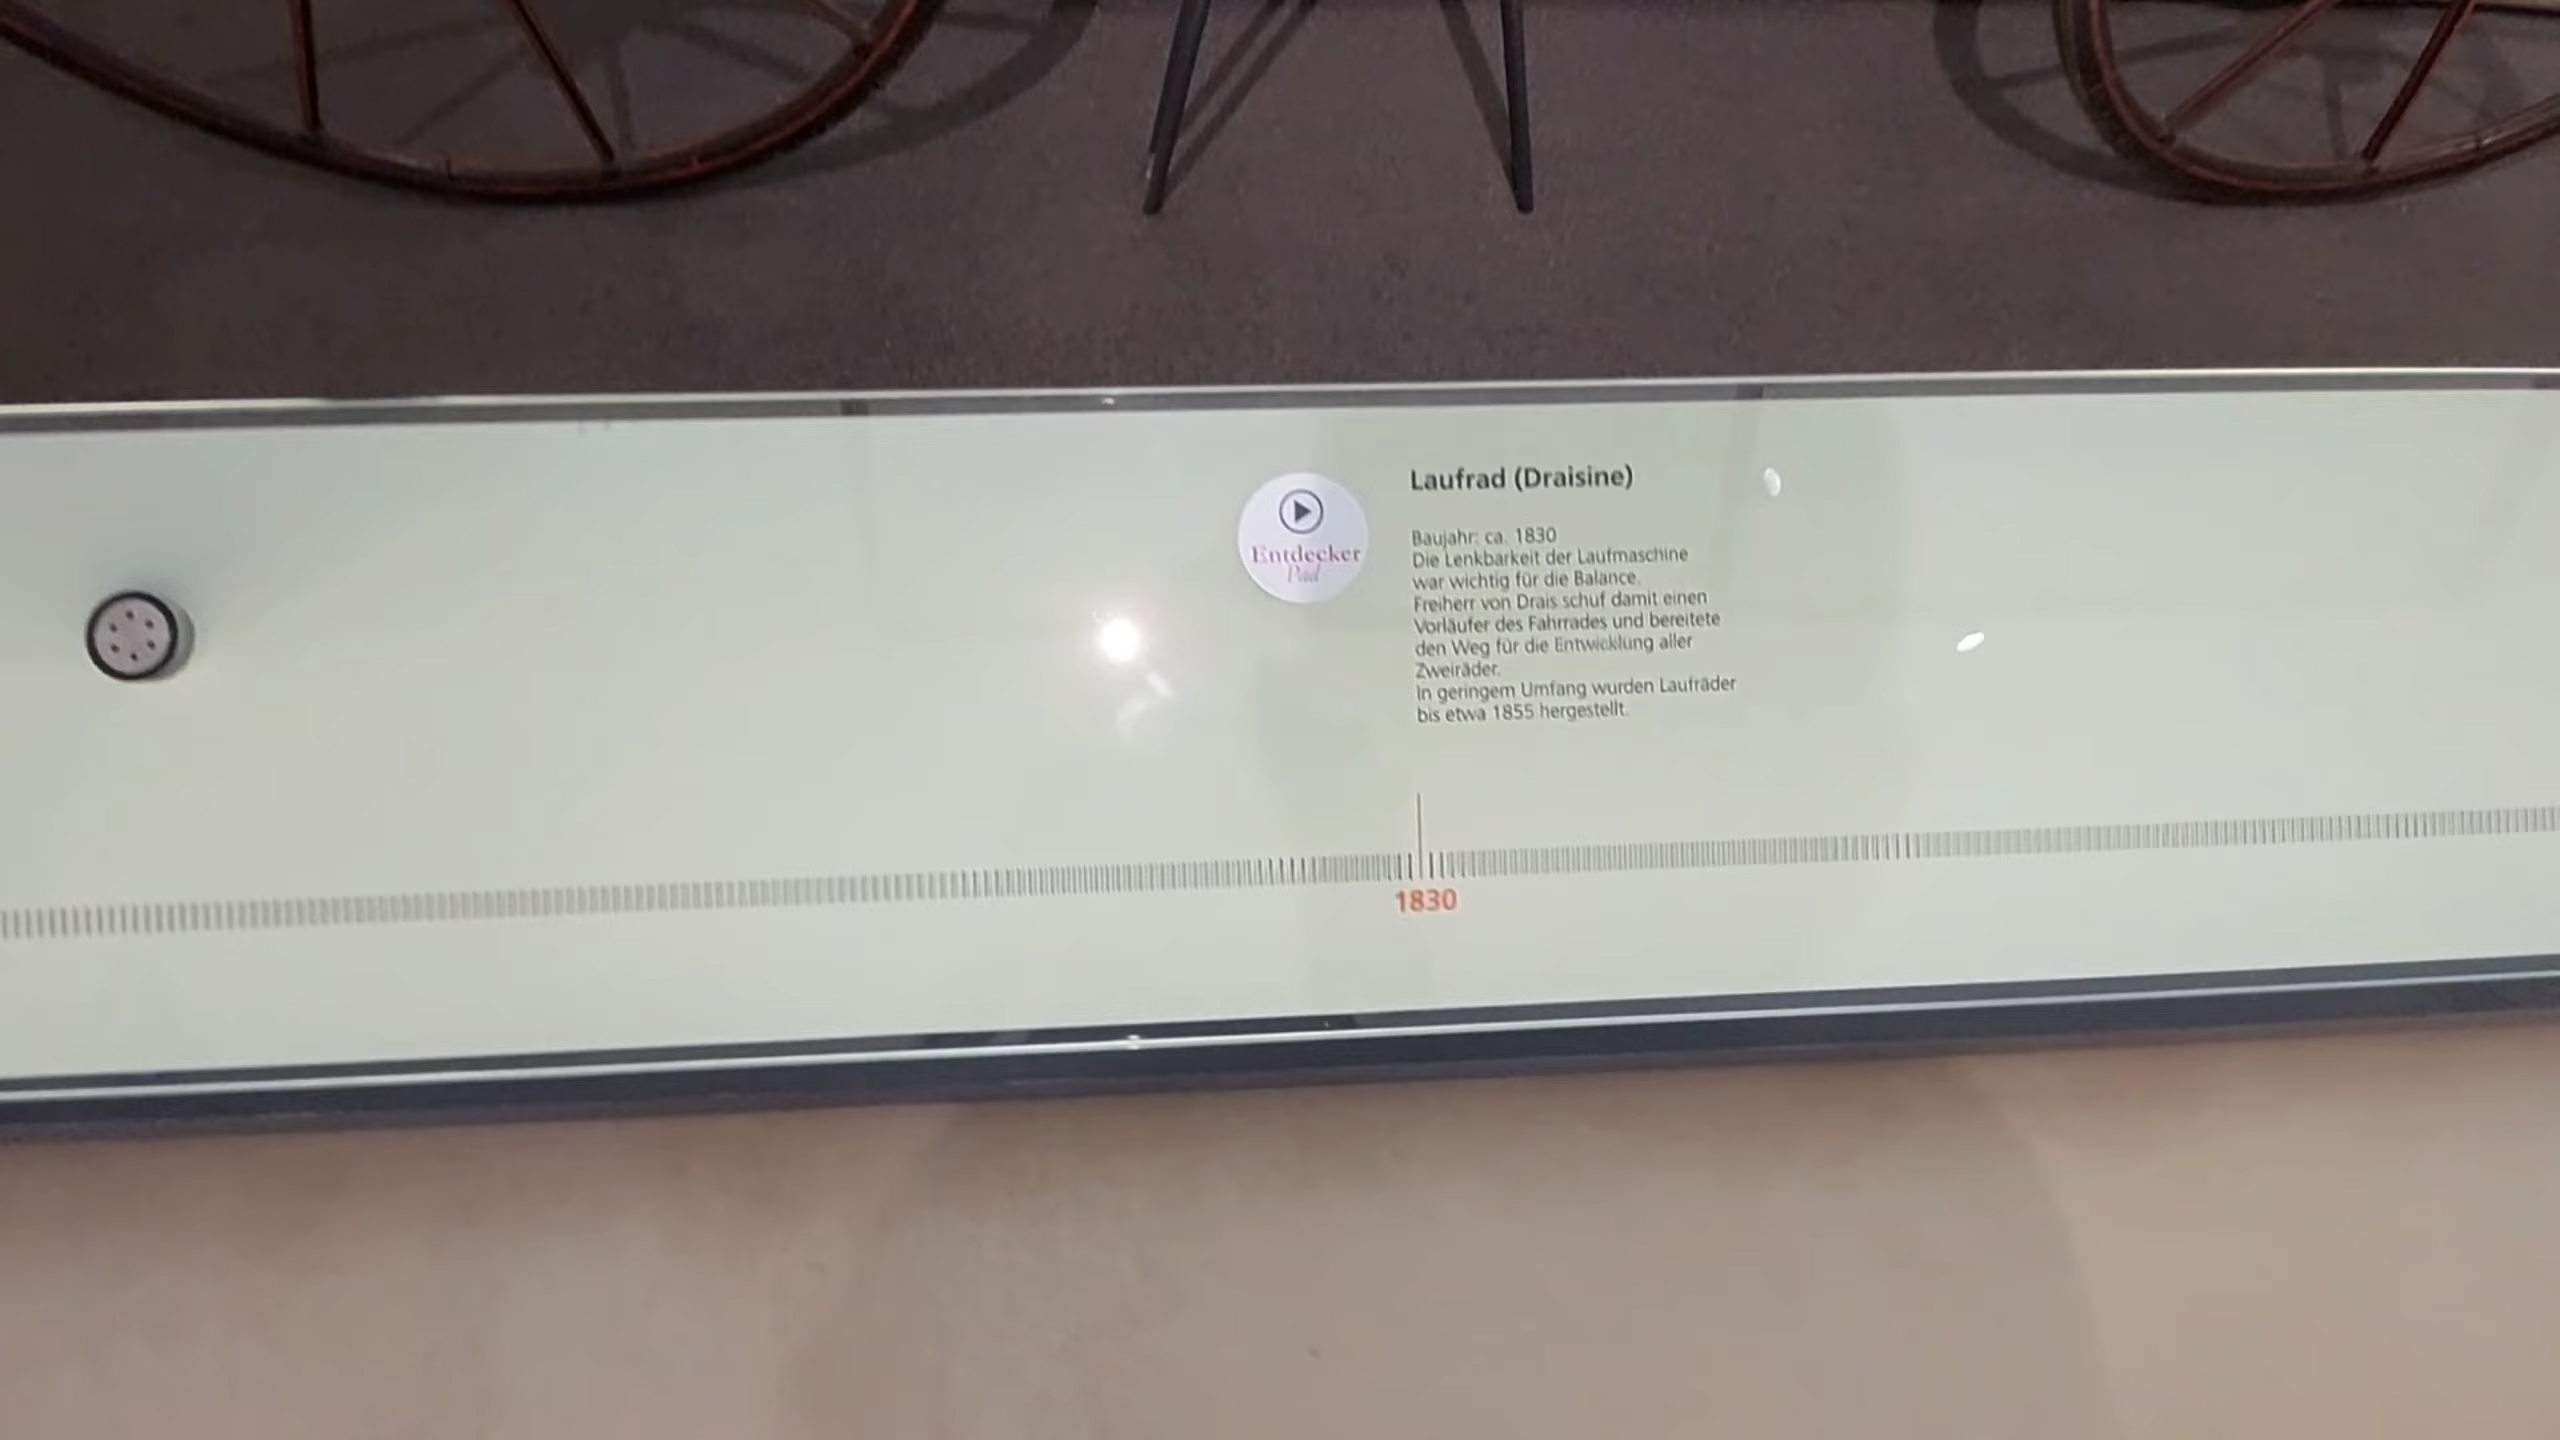 Laufrad (Draisine)
Baujahr: ca. 1830
Die Lenkbarkeit der Laufmaschine
war wichtig für die Balance.
Freiherr von Drais schuf damit einen
Vorläufer des Fahrrades und bereitete
den Weg für die Entwicklung aller
Zweiräder.
In geringem Umfang wurden Laufräder
bis etwa 1855 hergestellt.
Entdecker
Pad
1830